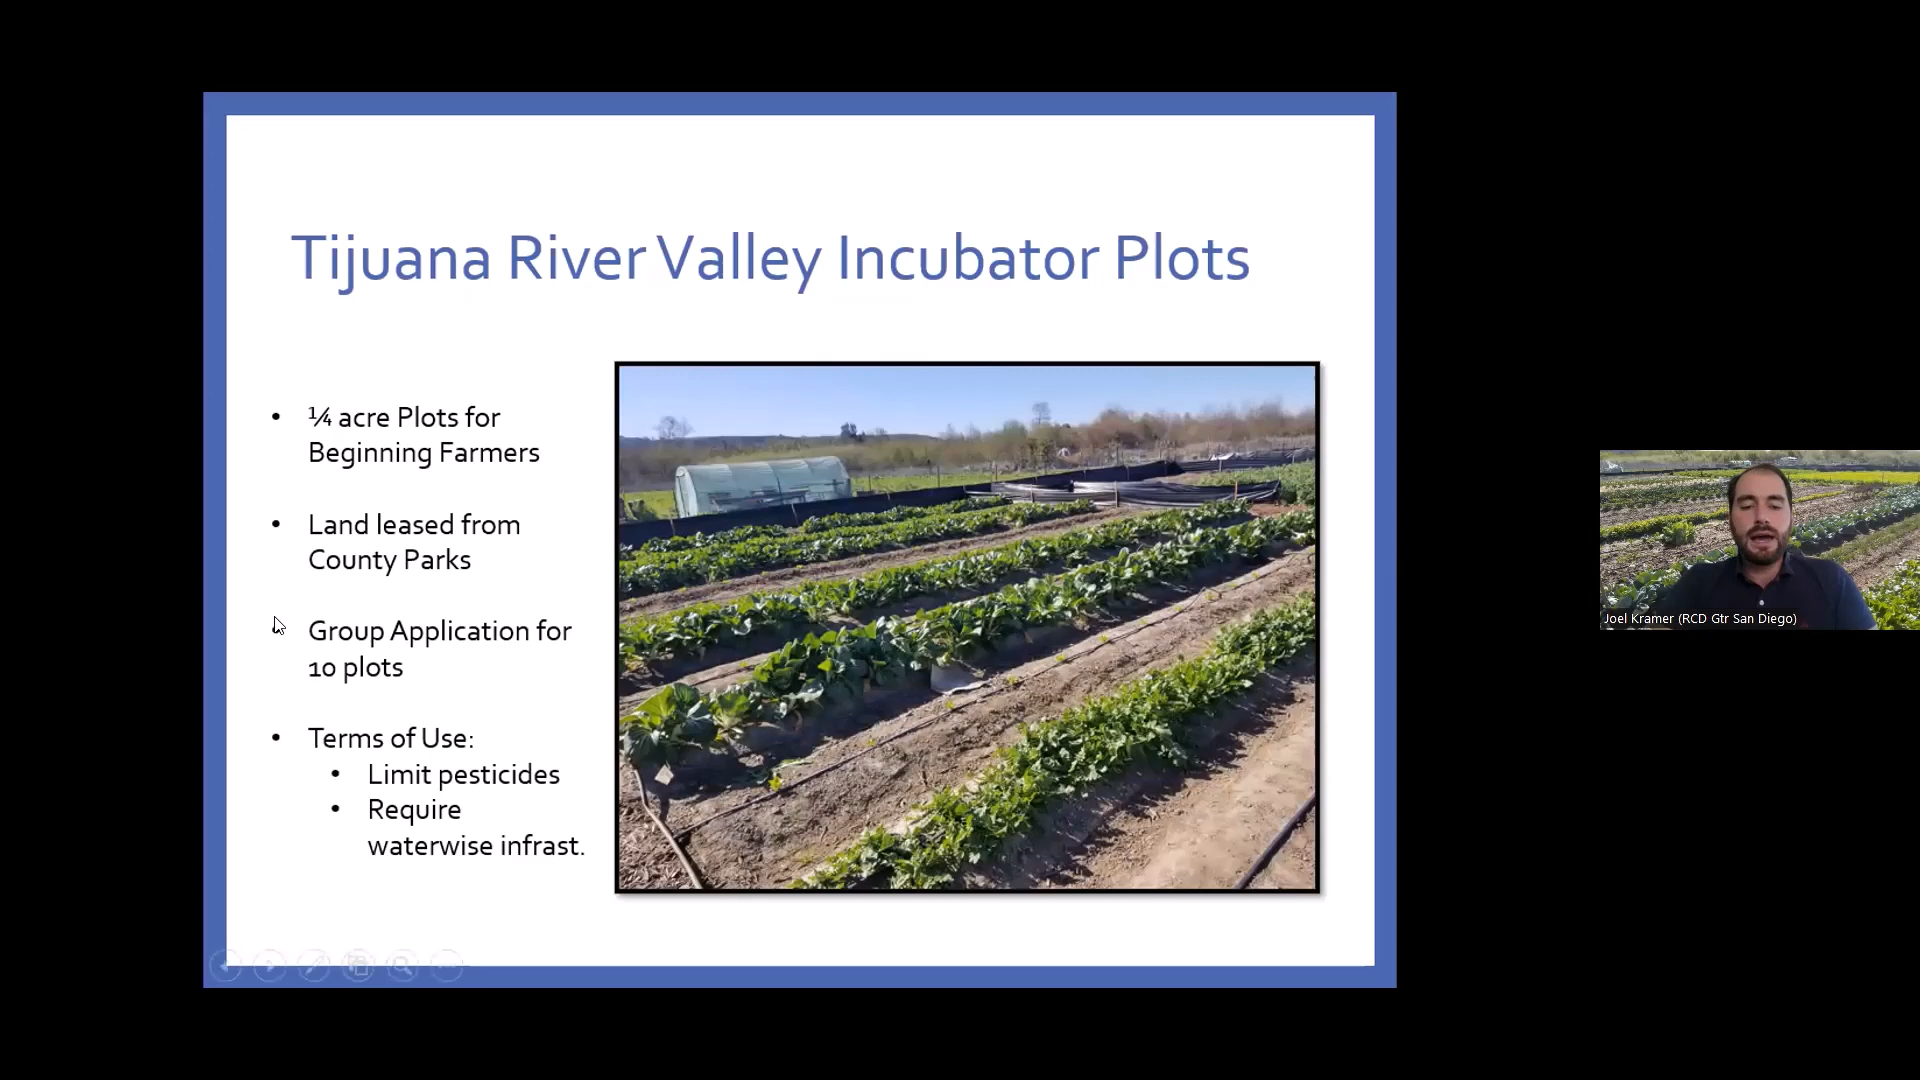 Tijuana River Valley Incubator Plots
• ¼ acre Plots for
Beginning Farmers
• Land leased from
County Parks
Group Application for
10 plots
• Terms of Use:
• Limit pesticides
• Require
waterwise infrast.
Joel Kramer (RCD Gtr San Diego)